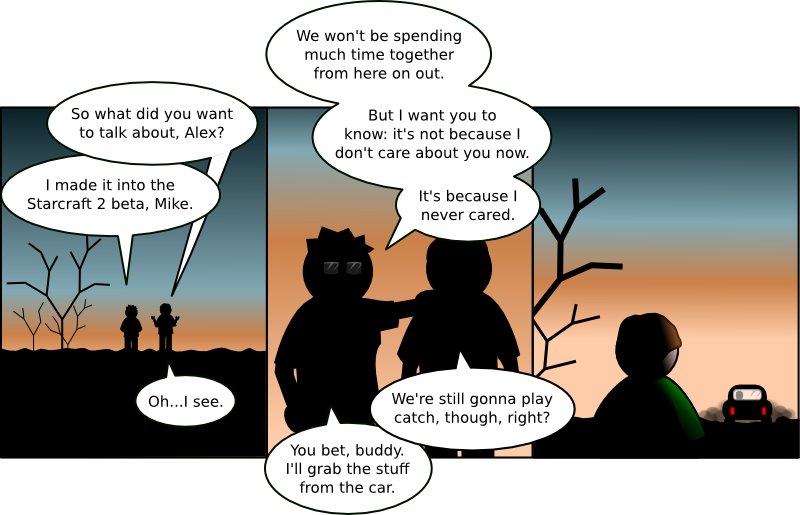 So what did you want
to talk about, Alex?
I made it into the
Starcraft 2 beta, Mike.
Oh...I see.
We won't be spending
much time together
from here on out.
But I want you to
know: it's not because I
don't care about you now.
It's because I
never cared.
We're still gonna play
catch, though, right?
You bet, buddy.
I'll grab the stuff
from the car.